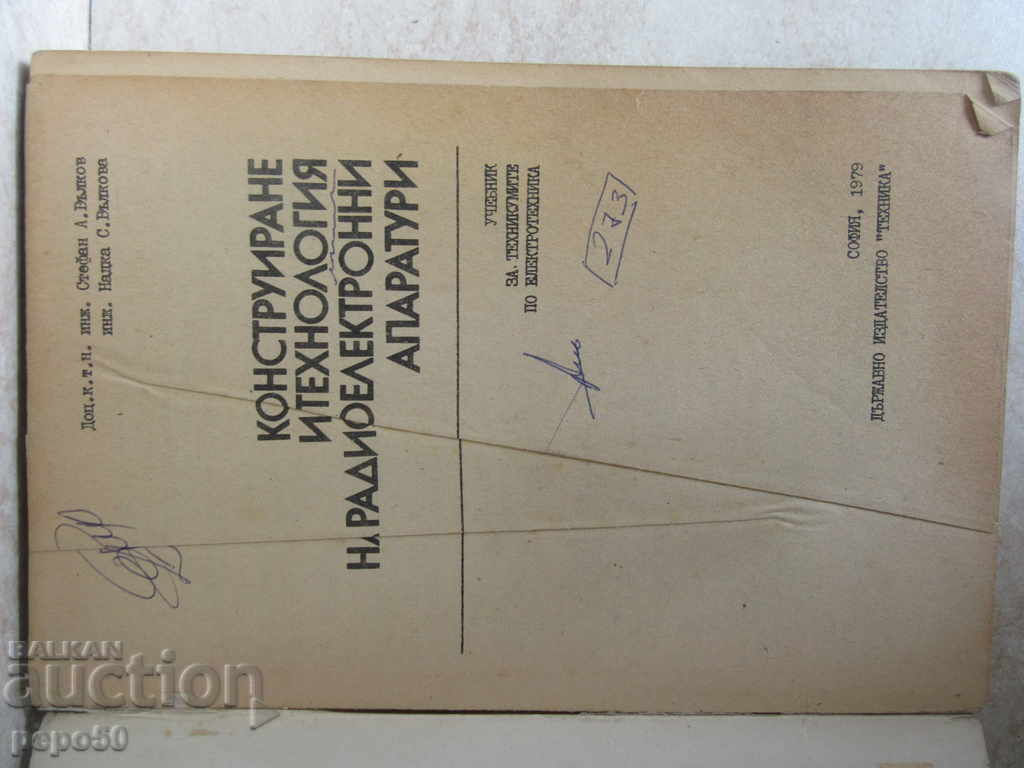 Доц.к.т.н. инж. Стефан А.Вълков
инж. Надка С.Вълкова
КОНСТРУИРАНЕ
И ТЕХНОЛОГИЯ
НА РАДИОЕЛЕКТРОННИ
АПАРАТУРИ
УЧЕБНИК
ЗА ТЕХНИКУМИТЕ
ПО ЕЛЕКТРОТЕХНИКА
273
СОФИЯ, 1979
ДЪРЖАВНО ИЗДАТЕЛСТВО "ТЕХНИКА"
BALKAN
auction
pepo50